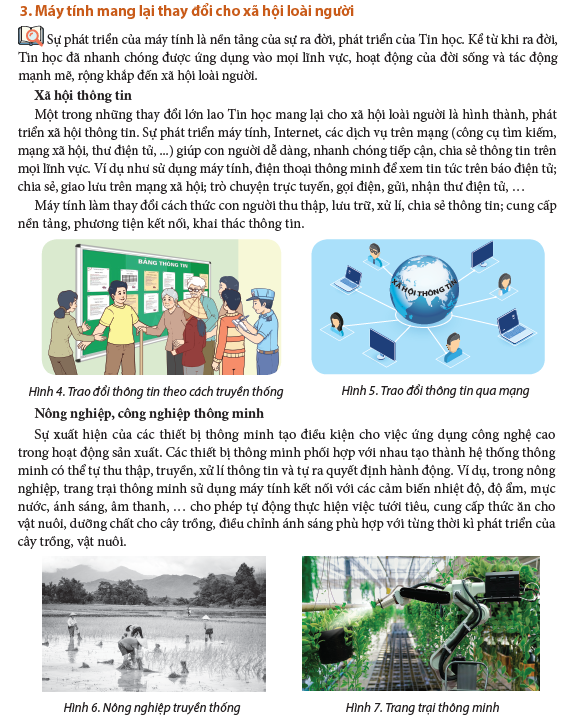 3. Máy tính mang lại thay đổi cho xã hội loài người
Sự phát triển của máy tính là nền tảng của sự ra đời, phát triển của Tin học. Kể từ khi ra đời,
Tin học đã nhanh chóng được ứng dụng vào mọi lĩnh vực, hoạt động của đời sống và tác động
mạnh mẽ, rộng khắp đến xã hội loài người.
Xã hội thông tin
Một trong những thay đổi lớn lao Tin học mang lại cho xã hội loài người là hình thành, phát
triển xã hội thông tin. Sự phát triển máy tính, Internet, các dịch vụ trên mạng (công cụ tìm kiếm,
mạng xã hội, thư điện tử, ...) giúp con người dễ dàng, nhanh chóng tiếp cận, chia sẻ thông tin trên
mọi lĩnh vực. Ví dụ như sử dụng máy tính, điện thoại thông minh để xem tin tức trên báo điện tử;
chia sẻ, giao lưu trên mạng xã hội; trò chuyện trực tuyến, gọi điện, gửi, nhận thư điện tử, ...
Máy tính làm thay đổi cách thức con người thu thập, lưu trữ, xử lí, chia sẻ thông tin; cung cấp
nền tảng, phương tiện kết nối, khai thác thông tin.
BẢNG THÔNG TIN
XÃ HỘI THÔNG TIN
Hình 4. Trao đổi thông tin theo cách truyền thống
Hình 5. Trao đổi thông tin qua mạng
Nông nghiệp, công nghiệp thông minh
Sự xuất hiện của các thiết bị thông minh tạo điều kiện cho việc ứng dụng công nghệ cao
trong hoạt động sản xuất. Các thiết bị thông minh phối hợp với nhau tạo thành hệ thống thông
minh có thể tự thu thập, truyền, xử lí thông tin và tự ra quyết định hành động. Ví dụ, trong nông
nghiệp, trang trại thông minh sử dụng máy tính kết nối với các cảm biến nhiệt độ, độ ẩm, mực
nước, ánh sáng, âm thanh, ... cho phép tự động thực hiện việc tưới tiêu, cung cấp thức ăn cho
vật nuôi, dưỡng chất cho cây trồng, điều chỉnh ánh sáng phù hợp với từng thời kì phát triển của
cây trồng, vật nuôi.
Hình 6. Nông nghiệp truyền thống
Hình 7. Trang trại thông minh